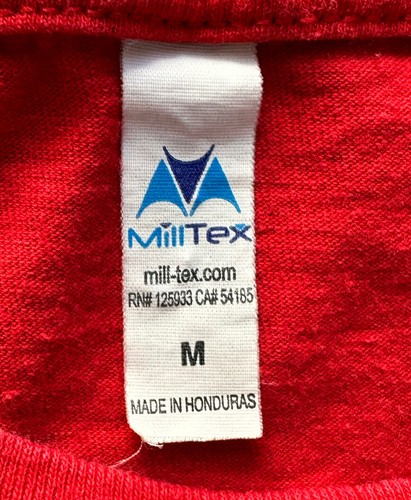 MillTex
mill-tex.com
RN# 125933 CA# 54185
M
MADE IN HONDURAS